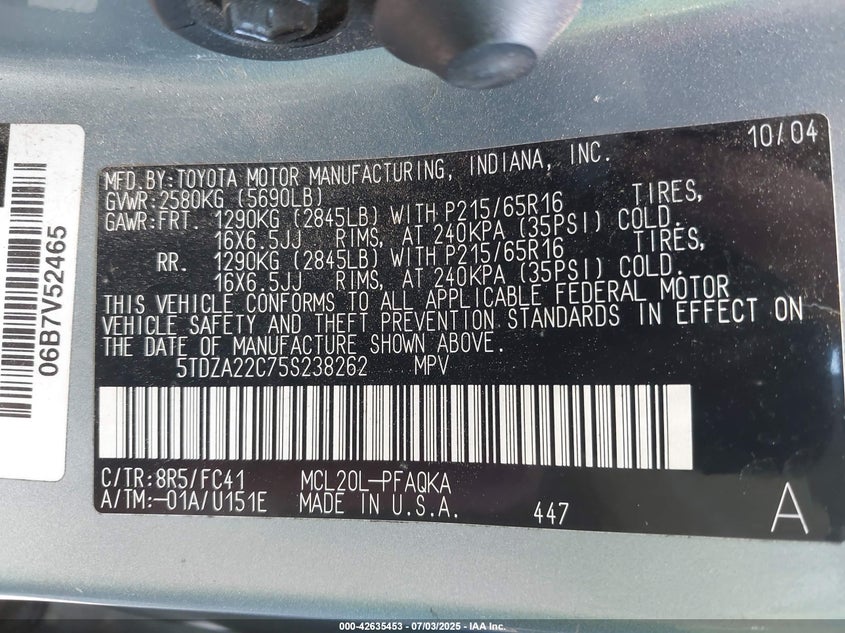 10/04
MFD.BY:TOYOTA MOTOR MANUFACTURING, INDIANA, INC.
GVWR:2580KG (5690LB)
GAWR:FRT. 1290KG (2845LB) WITH P215/65R16 TIRES,
16X6.5JJ RIMS, AT 240KPA (35PSI) COLD.
RR. 1290KG (2845LB) WITH P215/65R16 TIRES,
16X6.5JJ RIMS, AT 240KPA (35PSI) COLD.
THIS VEHICLE CONFORMS TO ALL APPLICABLE FEDERAL MOTOR
VEHICLE SAFETY AND THEFT PREVENTION STANDARDS IN EFFECT ON
THE DATE OF MANUFACTURE SHOWN ABOVE.
5TDZA22C75S238262 MPV
C/TR:8R5/FC41 MCL20L-PFAQKA
A/TM:-01A/U151E MADE IN U.S.A. 447 A
06B7V52465
000-42635453 - 07/03/2025 - IAA Inc.